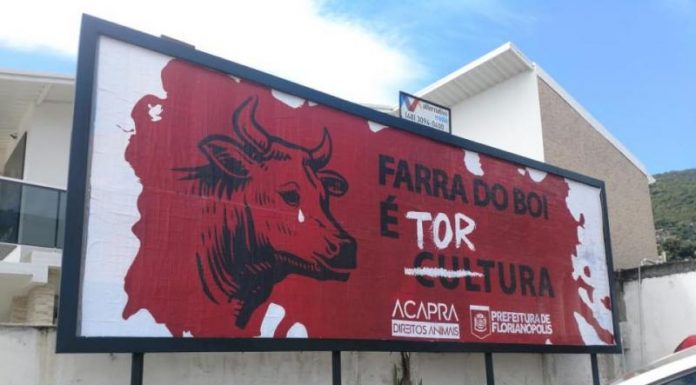 FARRA DO BOI
É TOR
CULTURA
ACAPRA
DIREITOS ANIMAIS
PREFEITURA DE
FLORIANÓPOLIS